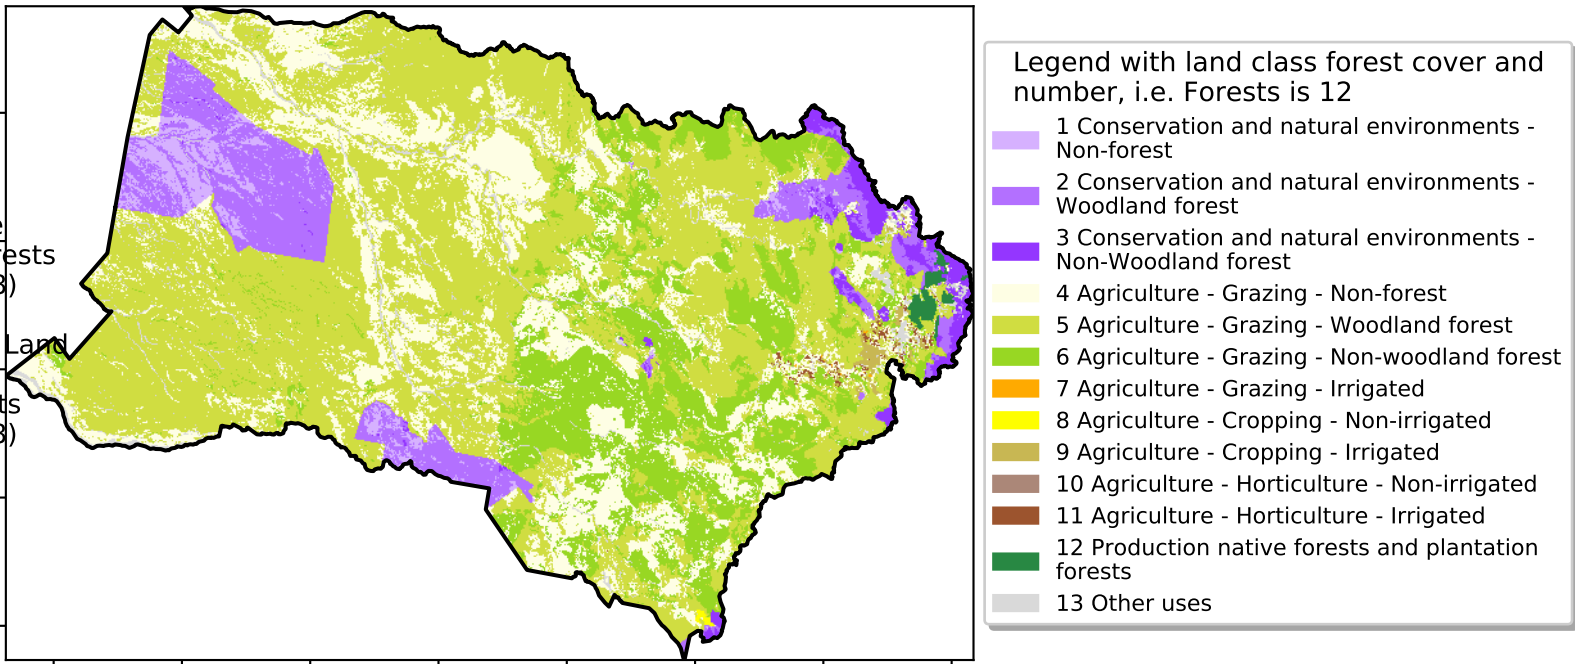 Legend with land class forest cover and
number, i.e. Forests is 12
1 Conservation and natural environments -
Non-forest
2 Conservation and natural environments -
Woodland forest
3 Conservation and natural environments -
Non-Woodland forest
4 Agriculture - Grazing - Non-forest
5 Agriculture - Grazing - Woodland forest
6 Agriculture - Grazing - Non-woodland forest
7 Agriculture - Grazing - Irrigated
8 Agriculture - Cropping - Non-irrigated
9 Agriculture - Cropping - Irrigated
10 Agriculture - Horticulture - Non-irrigated
11 Agriculture - Horticulture - Irrigated
12 Production native forests and plantation
forests
13 Other uses
rests
Land